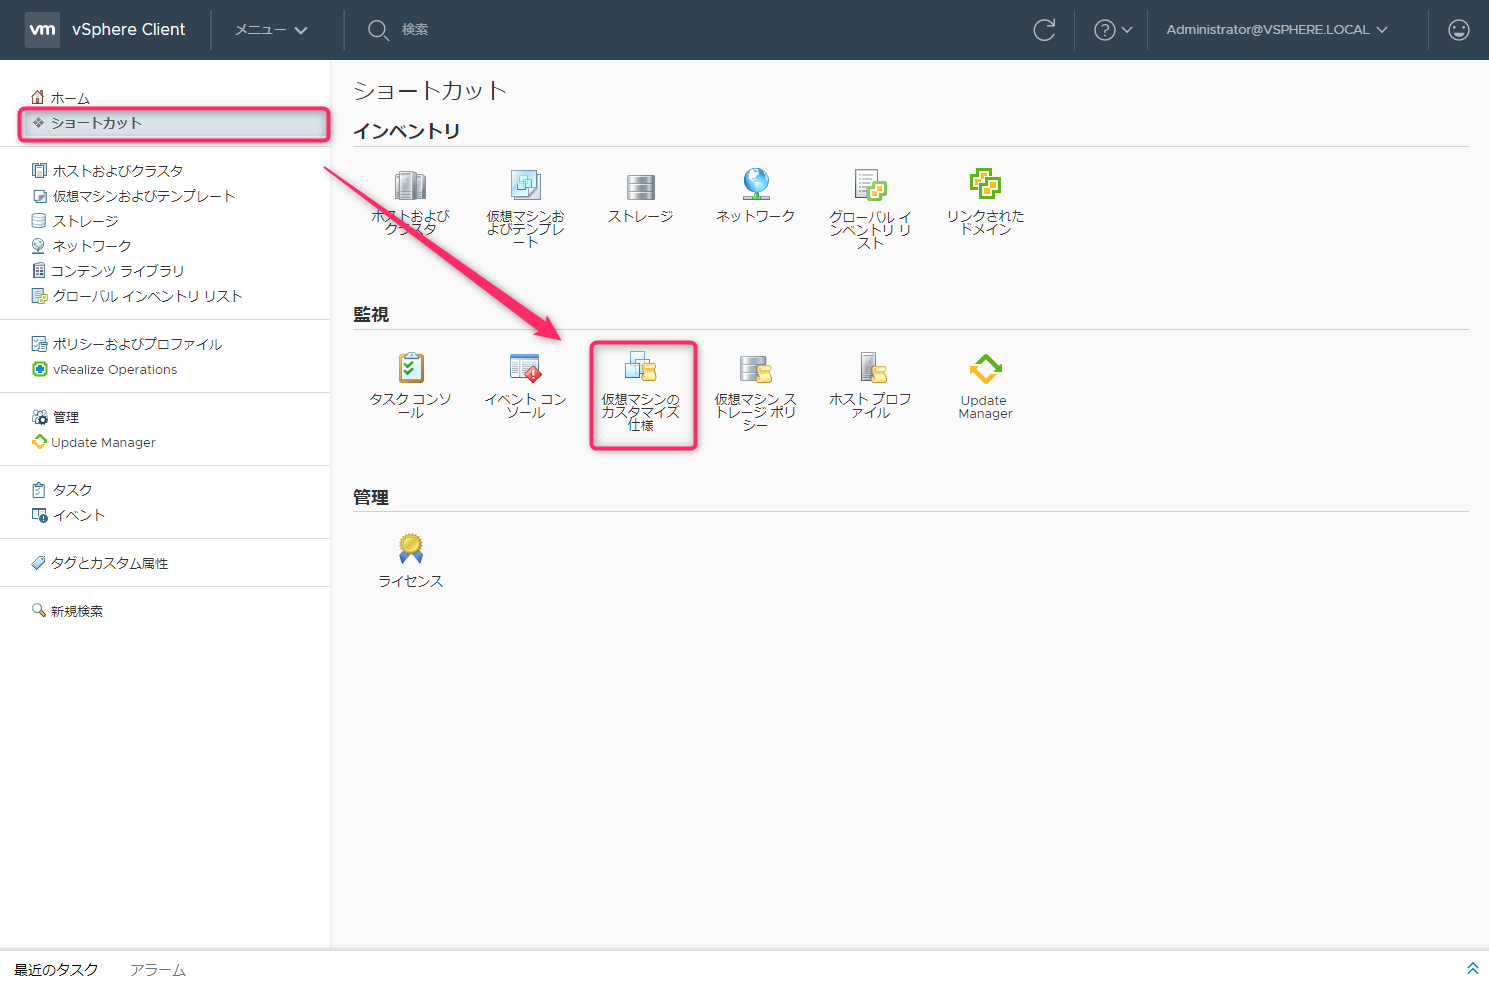 vm vSphere Client メニュー 検索 Administrator@VSPHERE.LOCAL
ホーム
ショートカット
ホストおよびクラスタ
仮想マシンおよびテンプレート
ストレージ
ネットワーク
コンテンツ ライブラリ
グローバル インベントリ リスト
ポリシーおよびプロファイル
vRealize Operations
管理
Update Manager
タスク
イベント
タグとカスタム属性
新規検索
ショートカット
インベントリ
ホストおよび
クラスタ
仮想マシンお
よびテンプレ
ート
ストレージ
ネットワーク
グローバル イ
ンベントリ リ
スト
リンクされた
ドメイン
監視
タスク コンソ
ール
イベント コン
ソール
仮想マシンの
カスタマイズ
仕様
仮想マシン ス
トレージ ポリ
シー
ホスト プロフ
ァイル
Update
Manager
管理
ライセンス
最近のタスク アラーム